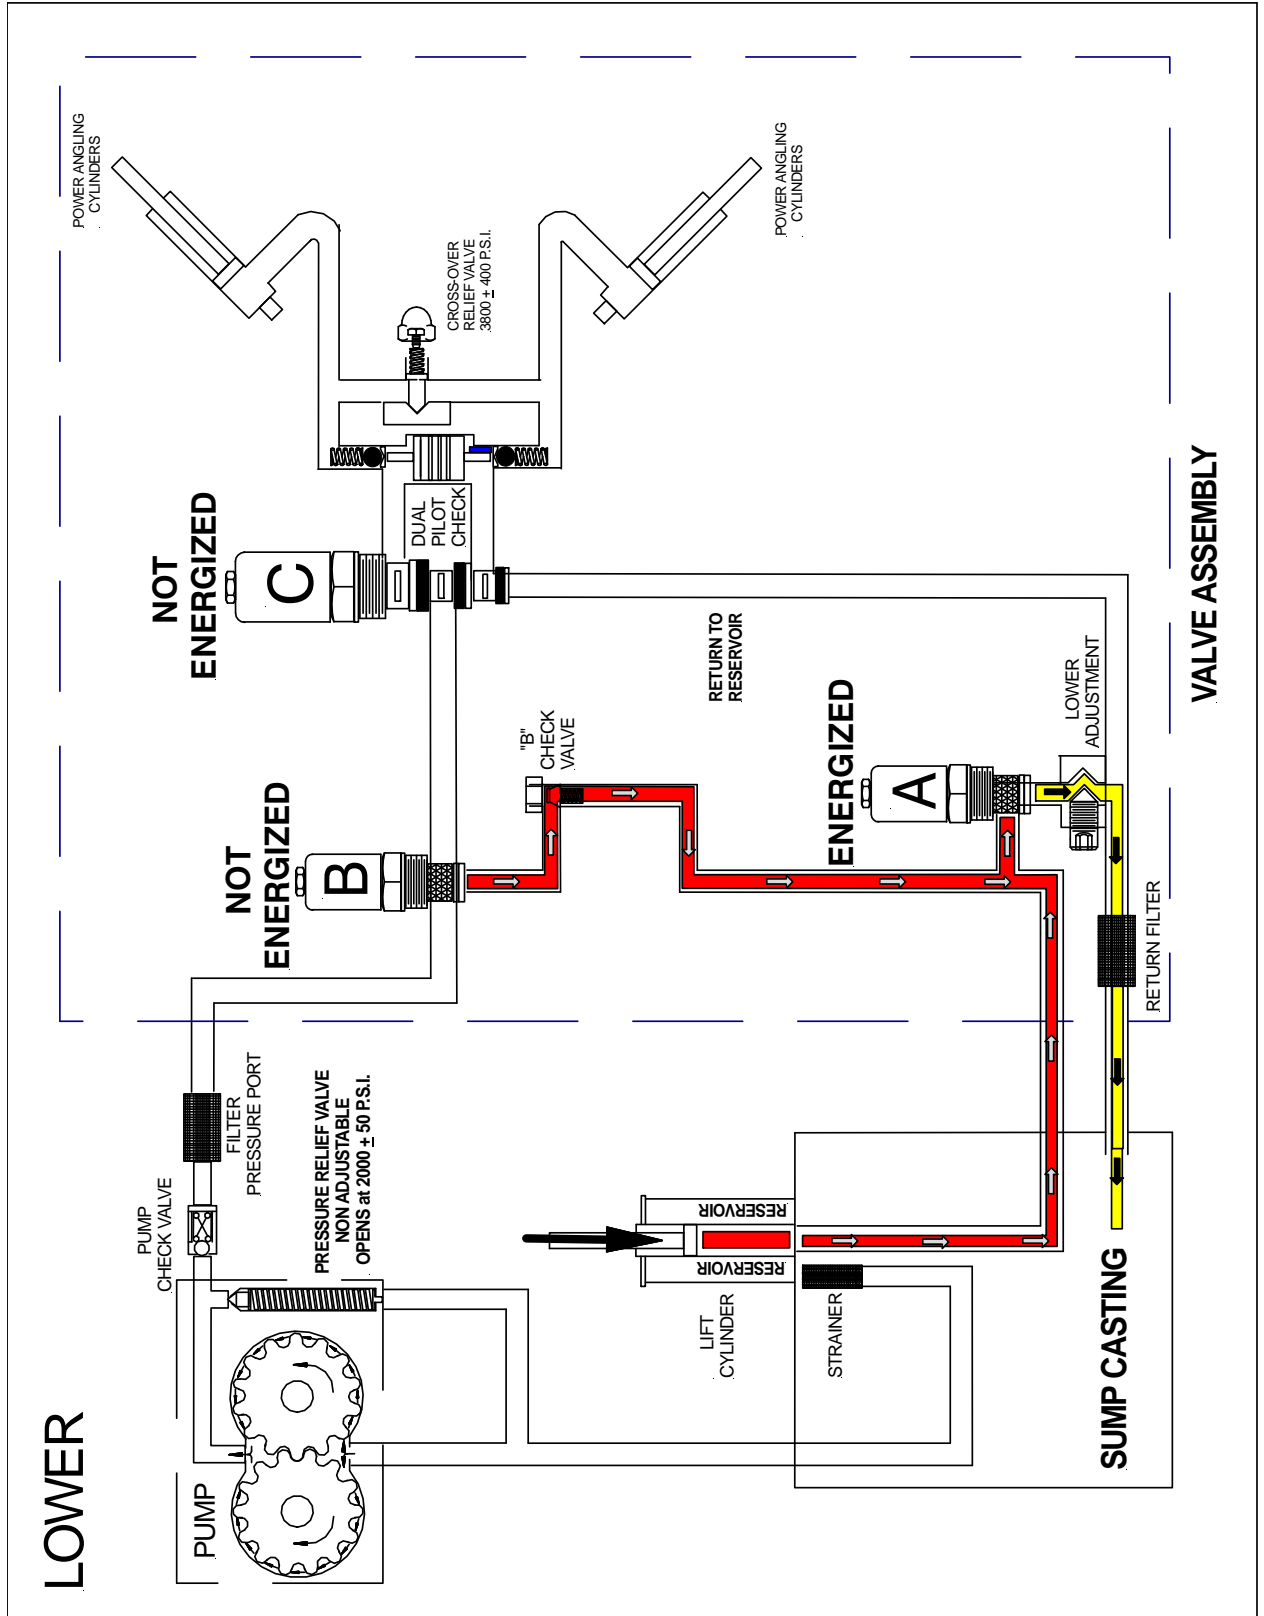 LOWER
PUMP
PUMP
CHECK VALVE
FILTER
PRESSURE PORT
PRESSURE RELIEF VALVE
NON ADJUSTABLE
OPENS at 2000 ± 50 P.S.I.
NOT
ENERGIZED
B
NOT
ENERGIZED
C
POWER ANGLING
CYLINDERS
DUAL
PILOT
CHECK
CROSS-OVER
RELIEF VALVE
3800 ± 400 P.S.I.
POWER ANGLING
CYLINDERS
"B"
CHECK
VALVE
RETURN TO
RESERVOIR
ENERGIZED
A
LOWER
ADJUSTMENT
RETURN FILTER
VALVE ASSEMBLY
RESERVOIR
RESERVOIR
LIFT
CYLINDER
STRAINER
SUMP CASTING